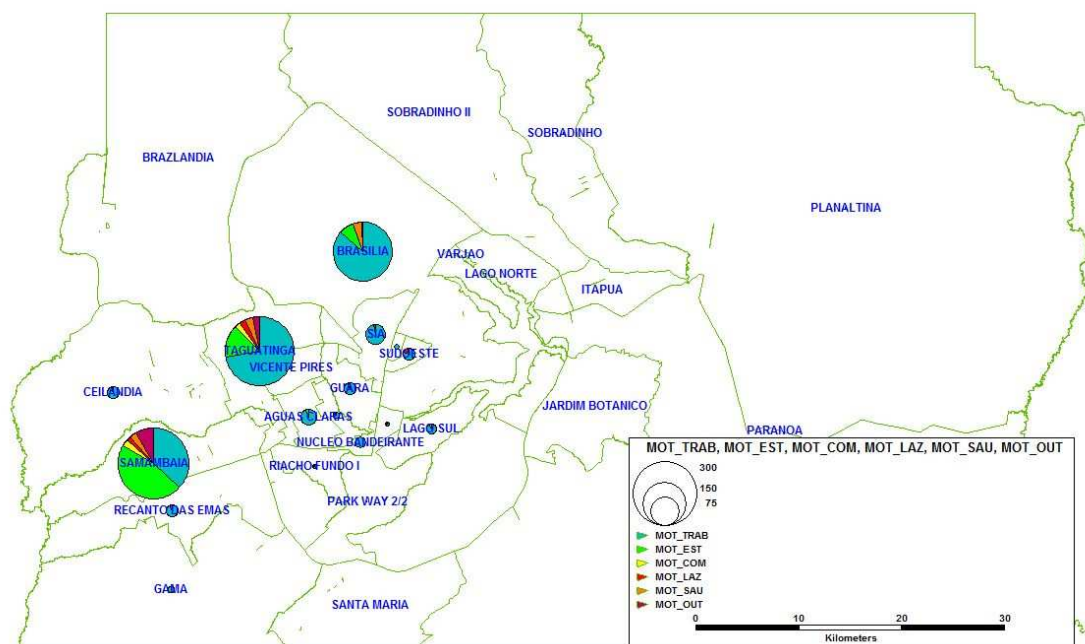 SOBRADINHO II
SOBRADINHO
BRAZLANDIA
PLANALTINA
BRASILIA
VARJAO
LAGO NORTE
ITAPUA
SIA
SUDOESTE
TAGUATINGA
VICENTE PIRES
GUARA
CEILANDIA
JARDIM BOTANICO
AGUAS CLARAS
LAGO SUL
PARANOA
NUCLEO BANDEIRANTE
SAMAMBAIA
RIACHO FUNDO I
PARK WAY 2/2
RECANTO DAS EMAS
GAMA
SANTA MARIA
MOT_TRAB, MOT_EST, MOT_COM, MOT_LAZ, MOT_SAU, MOT_OUT
300
150
75
MOT_TRAB
MOT_EST
MOT_COM
MOT_LAZ
MOT_SAU
MOT_OUT
0 10 20 30
Kilometers